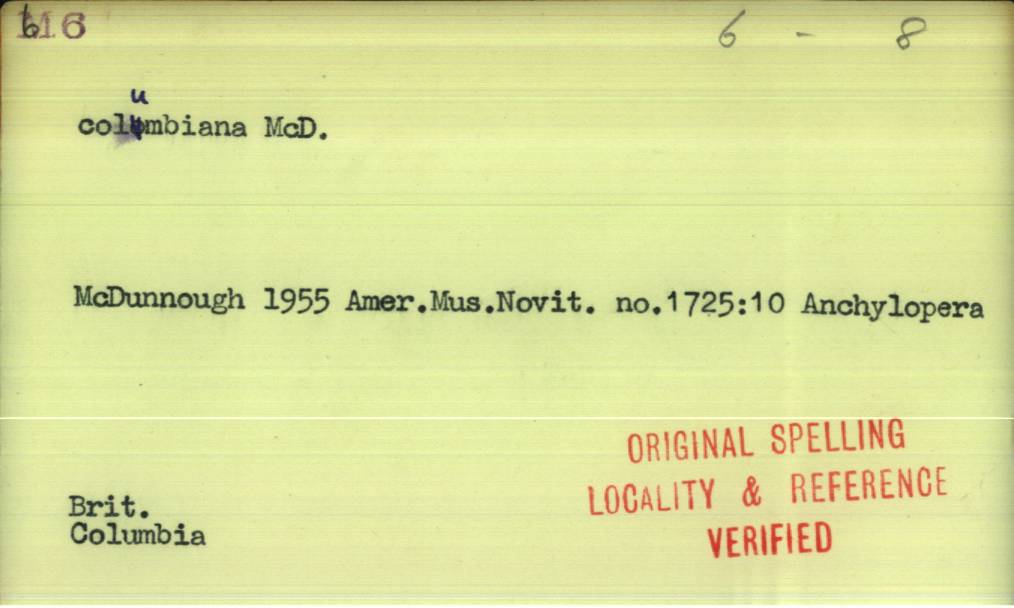 M6 6 - 8
columbiana McD.
McDunnough 1955 Amer.Mus.Novit. no.1725:10 Anchylopera
ORIGINAL SPELLING
LOCALITY & REFERENCE
VERIFIED
Brit.
Columbia